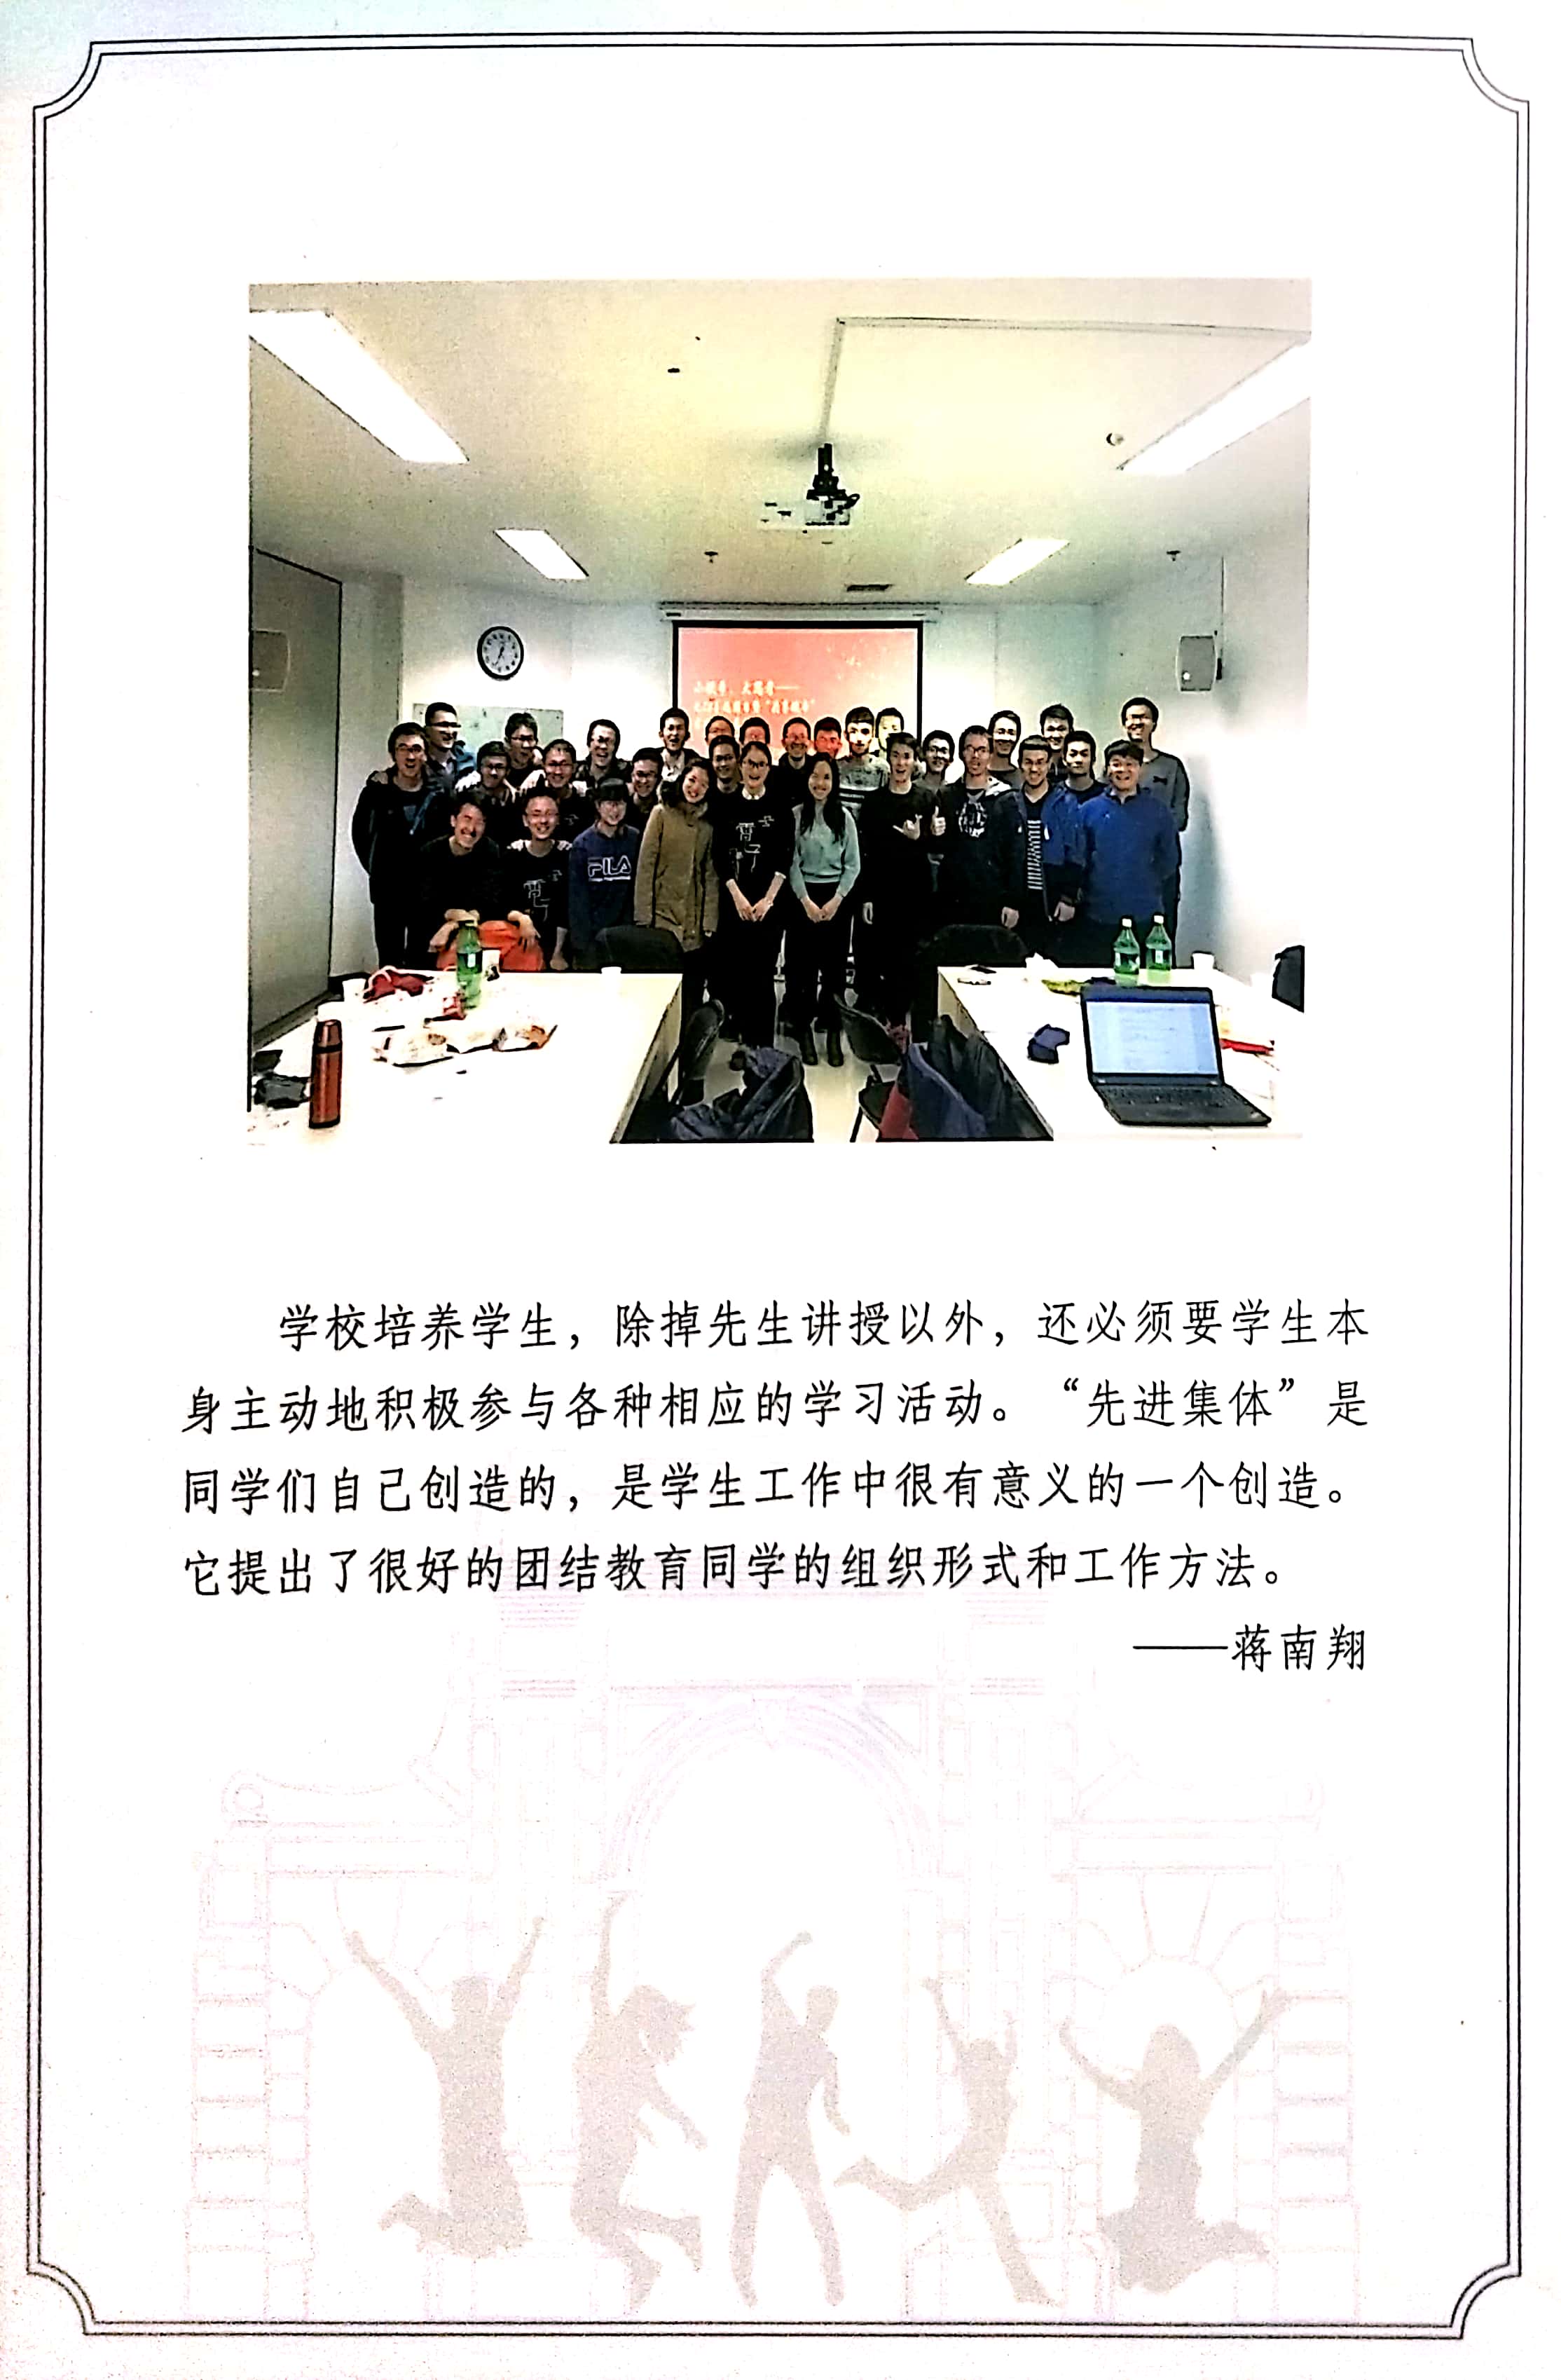 FILA
学校培养学生，除掉先生讲授以外，还必须要学生本
身主动地积极参与各种相应的学习活动。“先进集体”是
同学们自己创造的，是学生工作中很有意义的一个创造。
它提出了很好的团结教育同学的组织形式和工作方法。
——蒋南翔